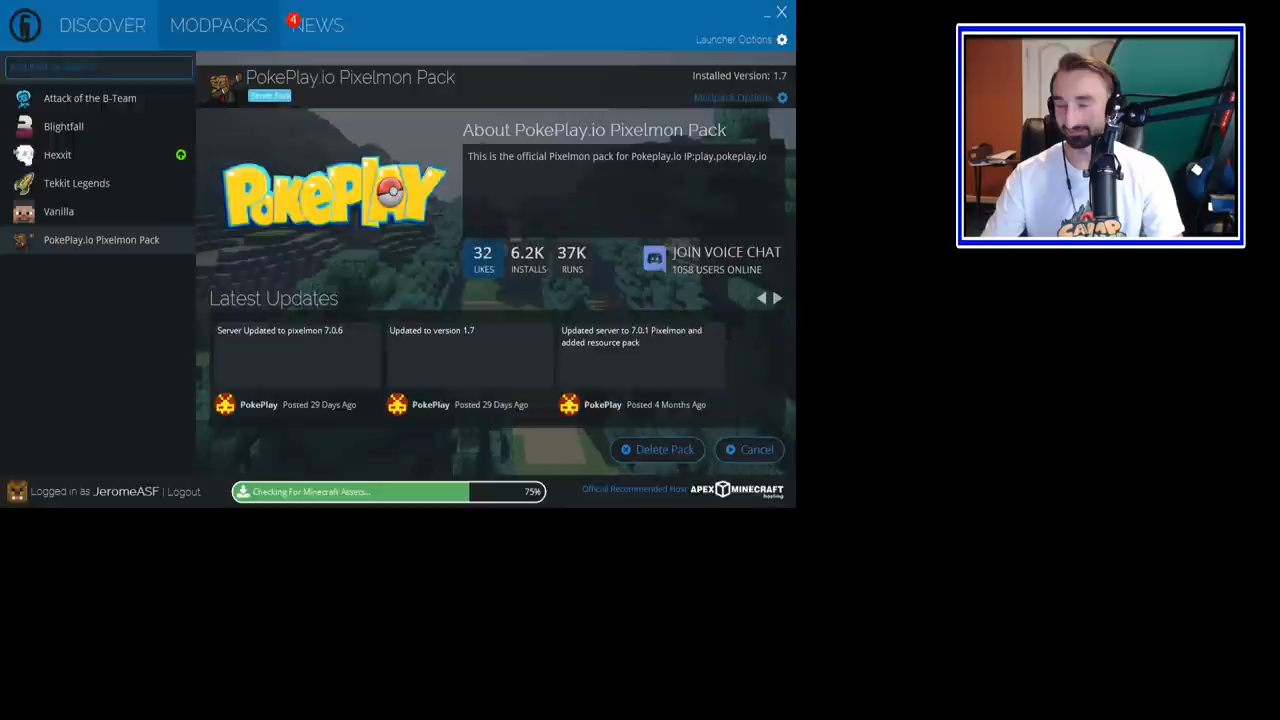 DISCOVER
MODPACKS
4
NEWS
Launcher Options
Attack of the B-Team
Blightfall
Hexxit
Tekkit Legends
Vanilla
PokePlay.io Pixelmon Pack
PokePlay.io Pixelmon Pack
Server Pack
Installed Version: 1.7
Modpack Options
POKEPLAY
About PokePlay.io Pixelmon Pack
This is the official Pixelmon pack for Pokeplay.io IP:play.pokeplay.io
32 LIKES
6.2K INSTALLS
37K RUNS
JOIN VOICE CHAT
1058 USERS ONLINE
Latest Updates
Server Updated to pixelmon 7.0.6
PokePlay Posted 29 Days Ago
Updated to version 1.7
PokePlay Posted 29 Days Ago
Updated server to 7.0.1 Pixelmon and
added resource pack
PokePlay Posted 4 Months Ago
Delete Pack
Cancel
Logged in as JeromeASF | Logout
Checking For Minecraft Assets... 75%
Official Recommended Host
APEX MINECRAFT
hosting
CAMP